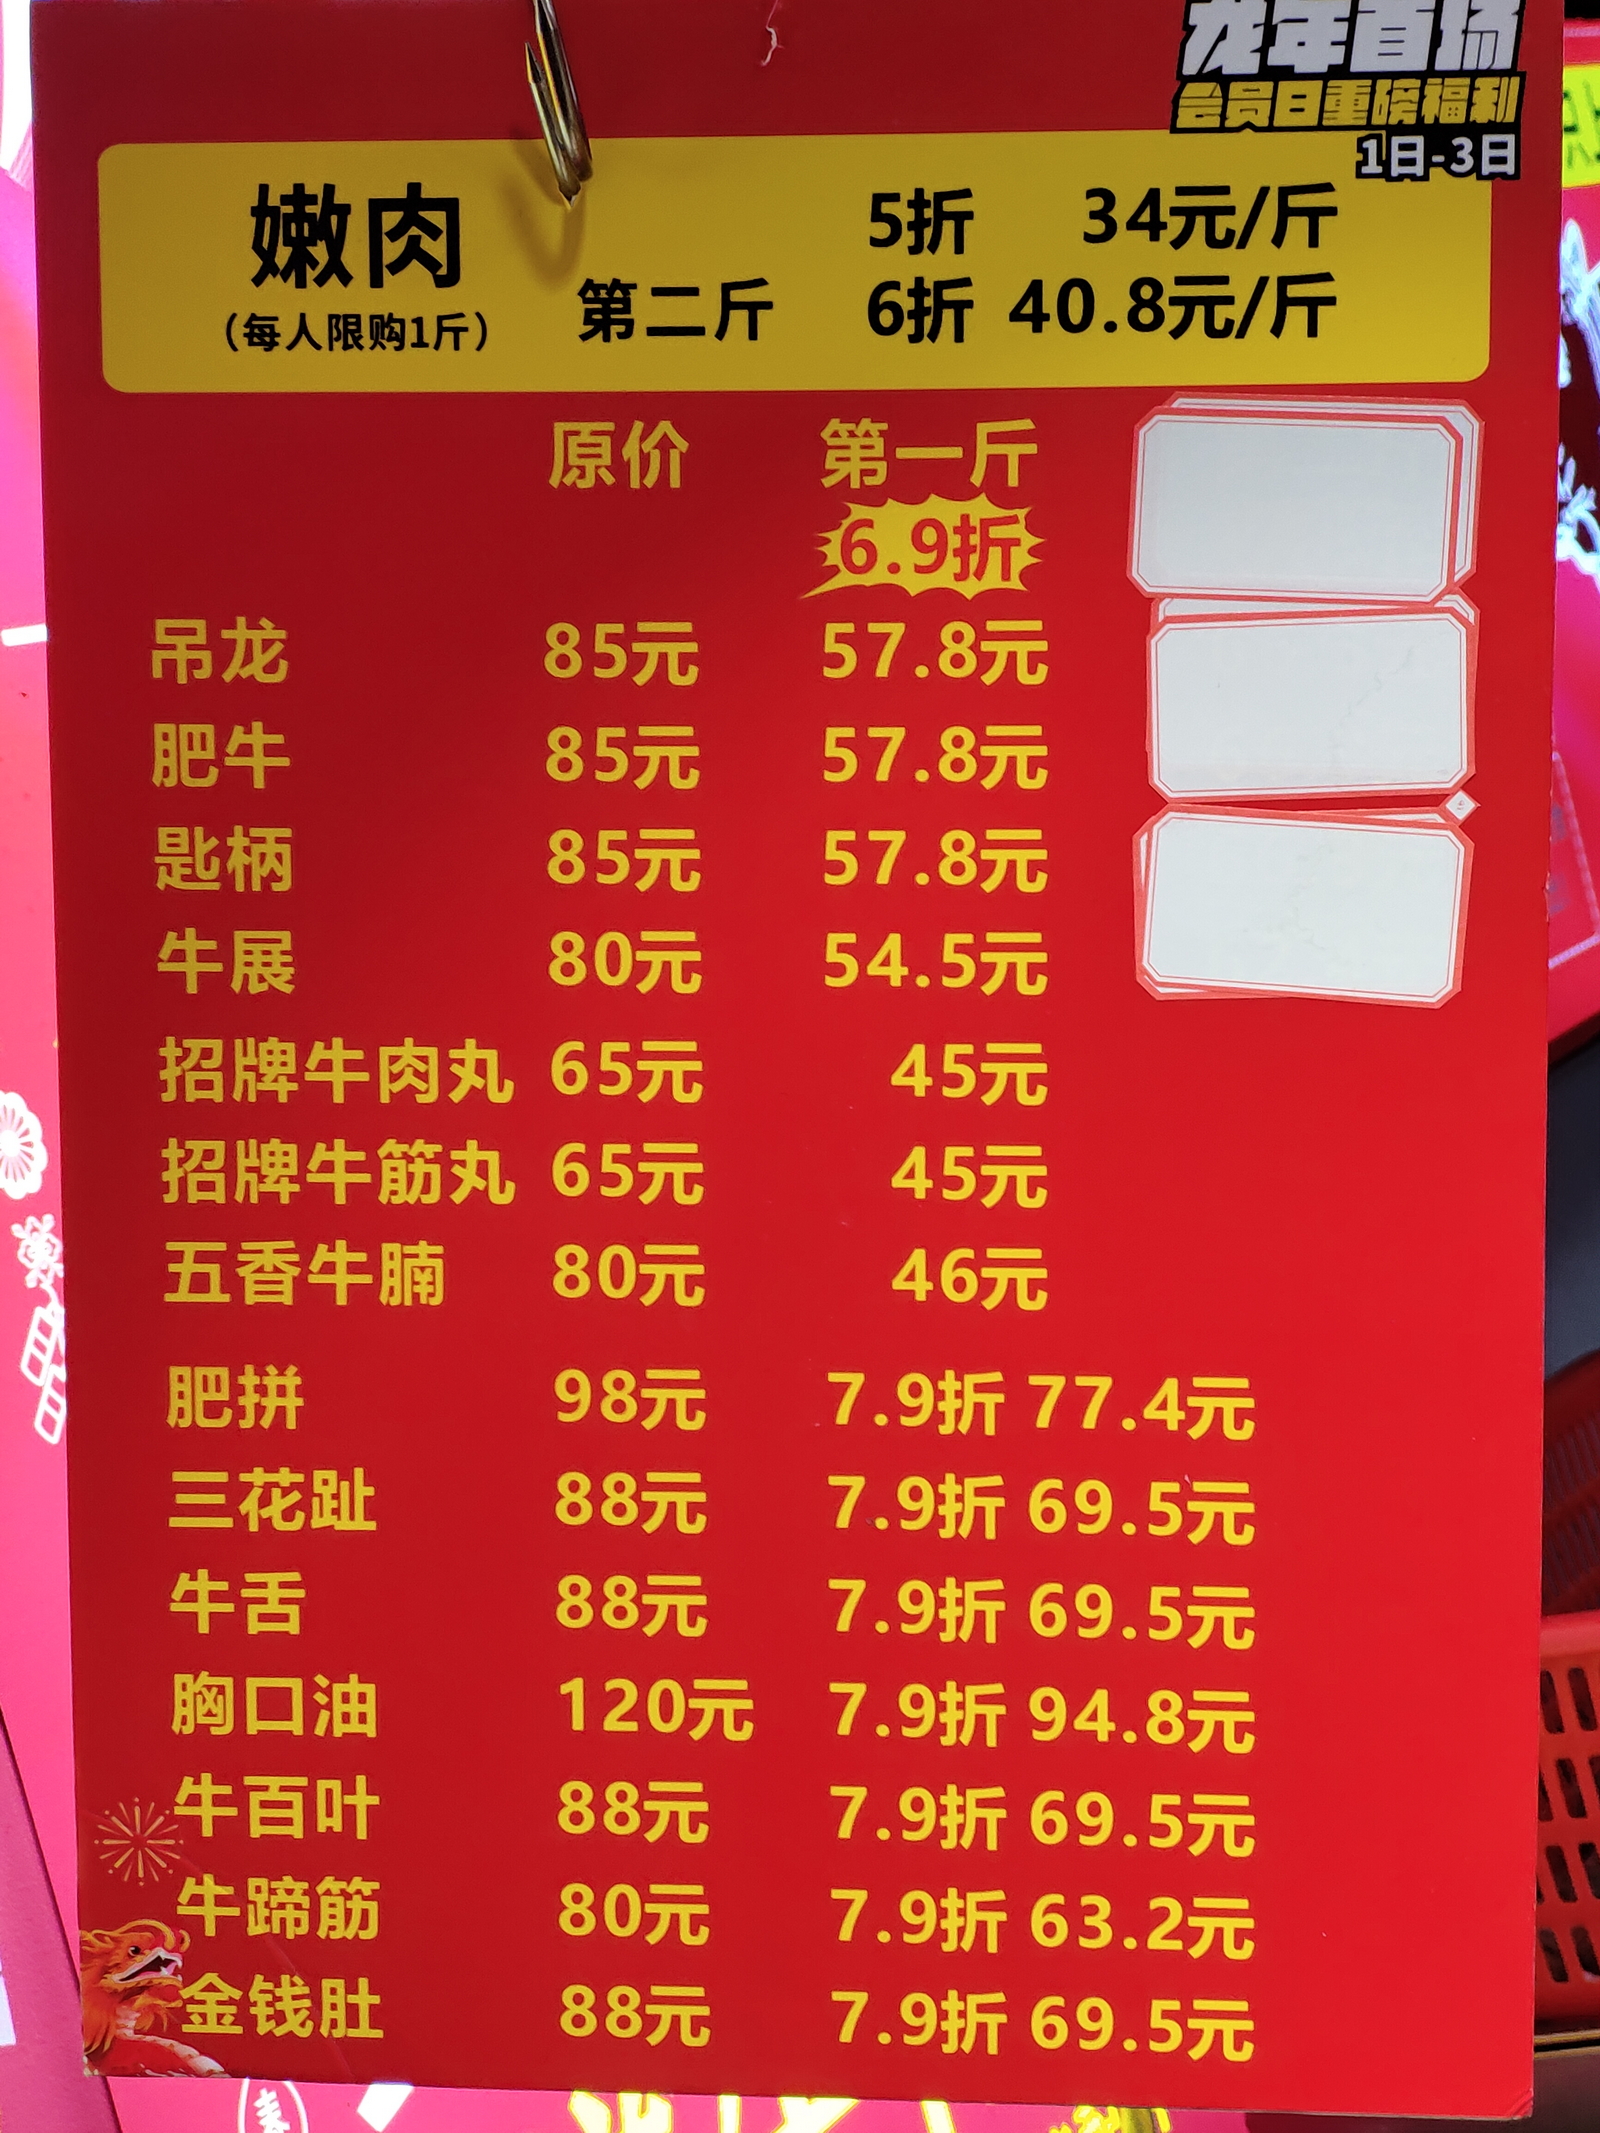 龙年首场
会员日重磅福利
1日-3日
嫩肉 5折 34元/斤
(每人限购1斤) 第二斤 6折 40.8元/斤
原价 第一斤
6.9折
吊龙 85元 57.8元
肥牛 85元 57.8元
匙柄 85元 57.8元
牛展 80元 54.5元
招牌牛肉丸 65元 45元
招牌牛筋丸 65元 45元
五香牛腩 80元 46元
肥拼 98元 7.9折 77.4元
三花趾 88元 7.9折 69.5元
牛舌 88元 7.9折 69.5元
胸口油 120元 7.9折 94.8元
牛百叶 88元 7.9折 69.5元
牛蹄筋 80元 7.9折 63.2元
金钱肚 88元 7.9折 69.5元